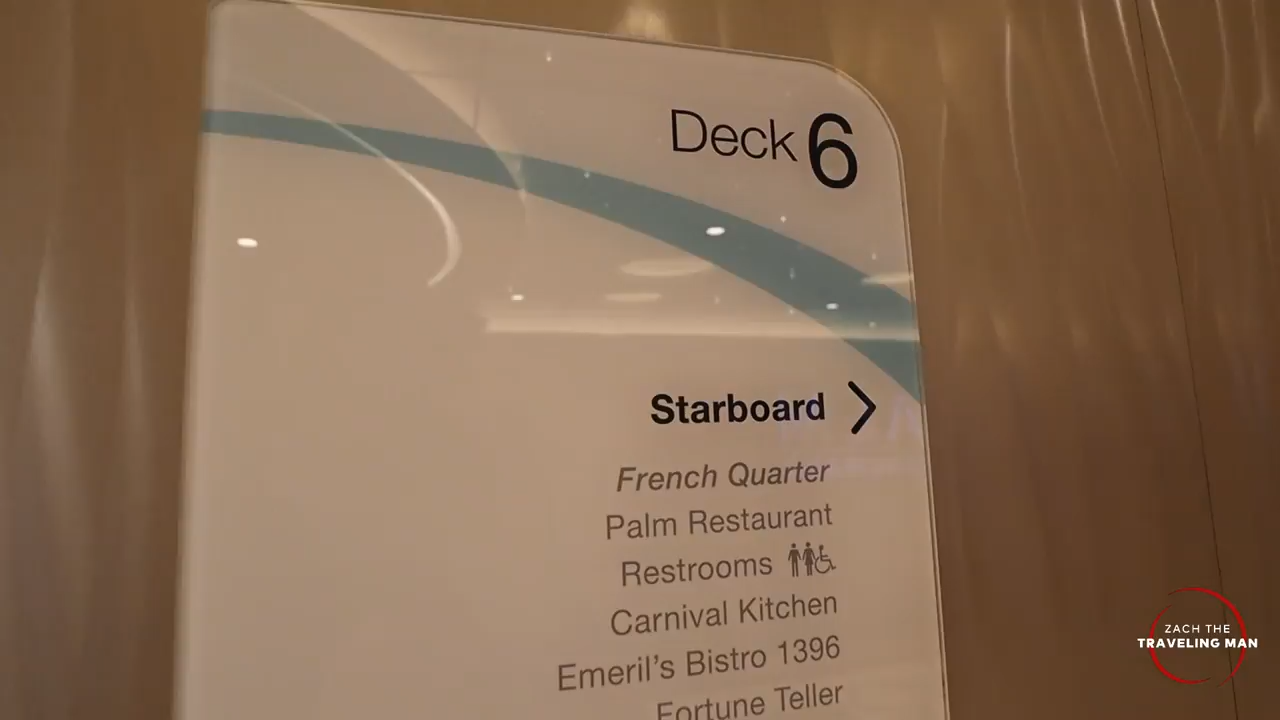 Deck 6
Starboard
French Quarter
Palm Restaurant
Restrooms
Carnival Kitchen
Emeril's Bistro 1396
Fortune Teller
ZACH THE
TRAVELING MAN